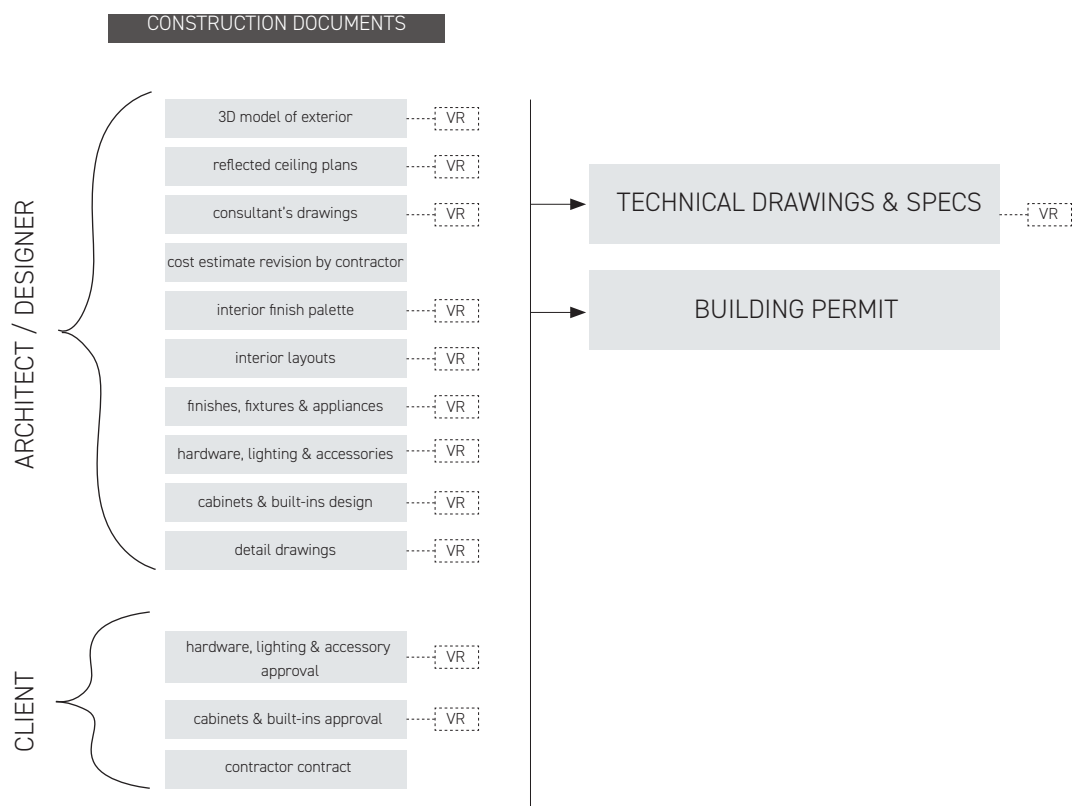 CONSTRUCTION DOCUMENTS
ARCHITECT / DESIGNER
3D model of exterior VR
reflected ceiling plans VR
consultant's drawings VR
cost estimate revision by contractor
interior finish palette VR
interior layouts VR
finishes, fixtures & appliances VR
hardware, lighting & accessories VR
cabinets & built-ins design VR
detail drawings VR
CLIENT
hardware, lighting & accessory
approval VR
cabinets & built-ins approval VR
contractor contract
TECHNICAL DRAWINGS & SPECS VR
BUILDING PERMIT